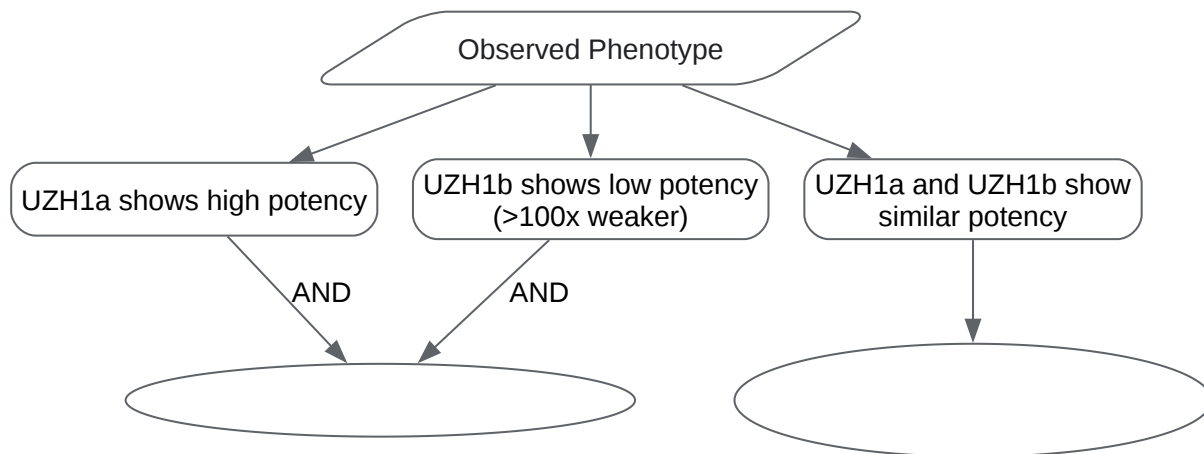 Observed Phenotype
UZH1a shows high potency
UZH1b shows low potency
(>100x weaker)
UZH1a and UZH1b show
similar potency
AND
AND